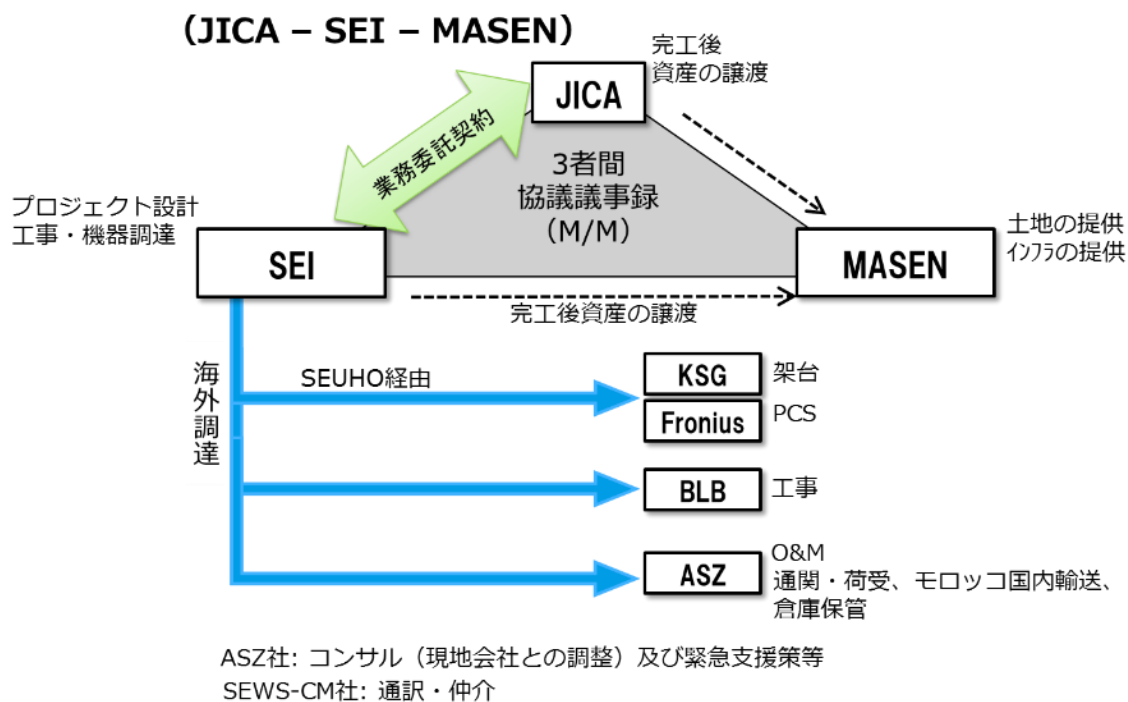 （JICA – SEI – MASEN）
完工後
資産の譲渡
JICA
業務委託契約
3者間
協議議事録
（M/M）
プロジェクト設計
工事・機器調達
SEI
MASEN
土地の提供
ｲﾝﾌﾗの提供
完工後資産の譲渡
海外調達
SEUHO経由
KSG
架台
Fronius
PCS
BLB
工事
ASZ
O&M
通関・荷受、モロッコ国内輸送、
倉庫保管
ASZ社: コンサル（現地会社との調整）及び緊急支援策等
SEWS-CM社: 通訳・仲介